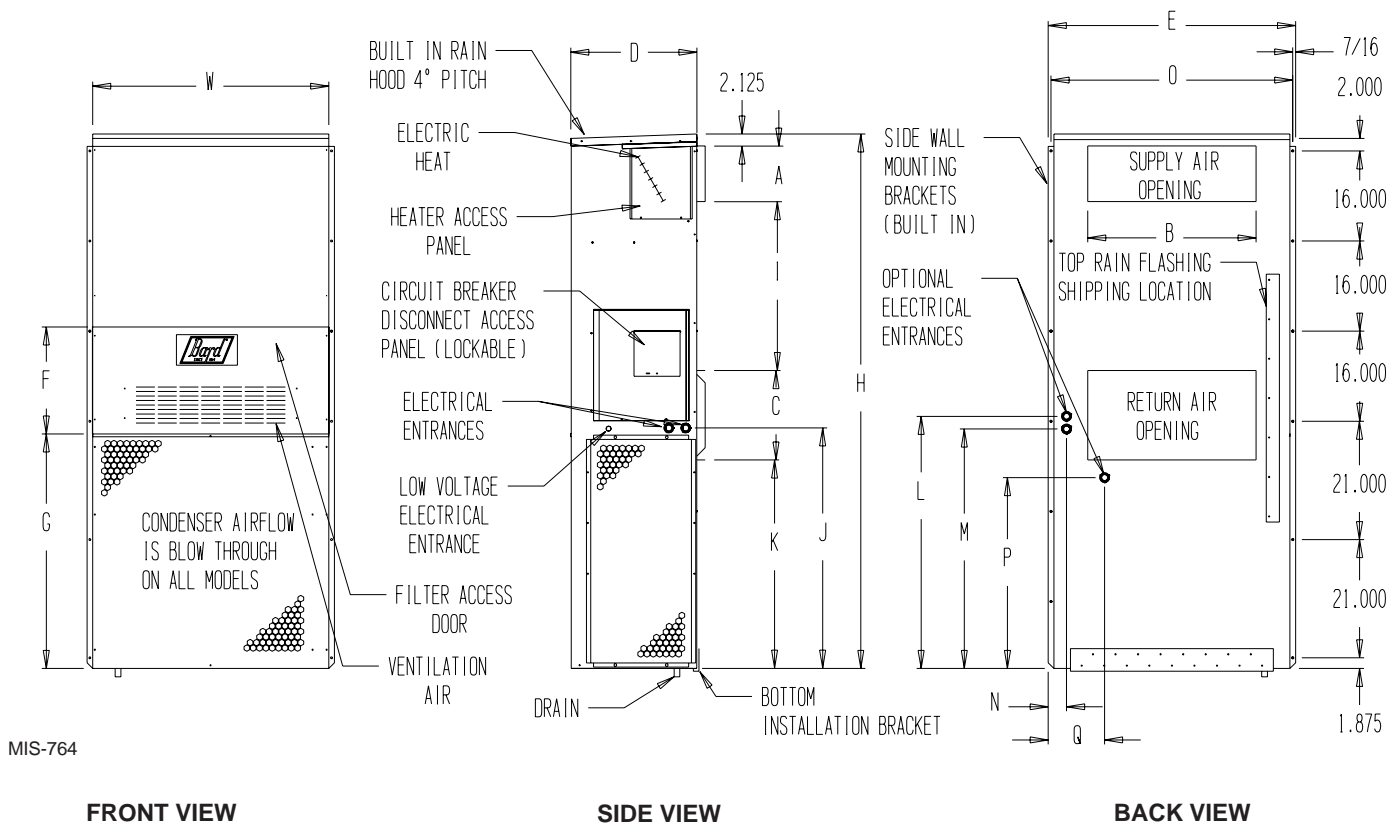 W
BUILT IN RAIN
HOOD 4° PITCH
D
2.125
ELECTRIC
HEAT
A
HEATER ACCESS
PANEL
CIRCUIT BREAKER
DISCONNECT ACCESS
PANEL (LOCKABLE)
I
H
C
F
Bard
ELECTRICAL
ENTRANCES
LOW VOLTAGE
ELECTRICAL
ENTRANCE
G
CONDENSER AIRFLOW
IS BLOW THROUGH
ON ALL MODELS
K
J
FILTER ACCESS
DOOR
VENTILATION
AIR
DRAIN
BOTTOM
INSTALLATION BRACKET
E
7/16
O
2.000
SIDE WALL
MOUNTING
BRACKETS
(BUILT IN)
SUPPLY AIR
OPENING
16.000
B
TOP RAIN FLASHING
SHIPPING LOCATION
16.000
OPTIONAL
ELECTRICAL
ENTRANCES
16.000
RETURN AIR
OPENING
21.000
L
M
P
21.000
N
Q
1.875
MIS-764
FRONT VIEW
SIDE VIEW
BACK VIEW